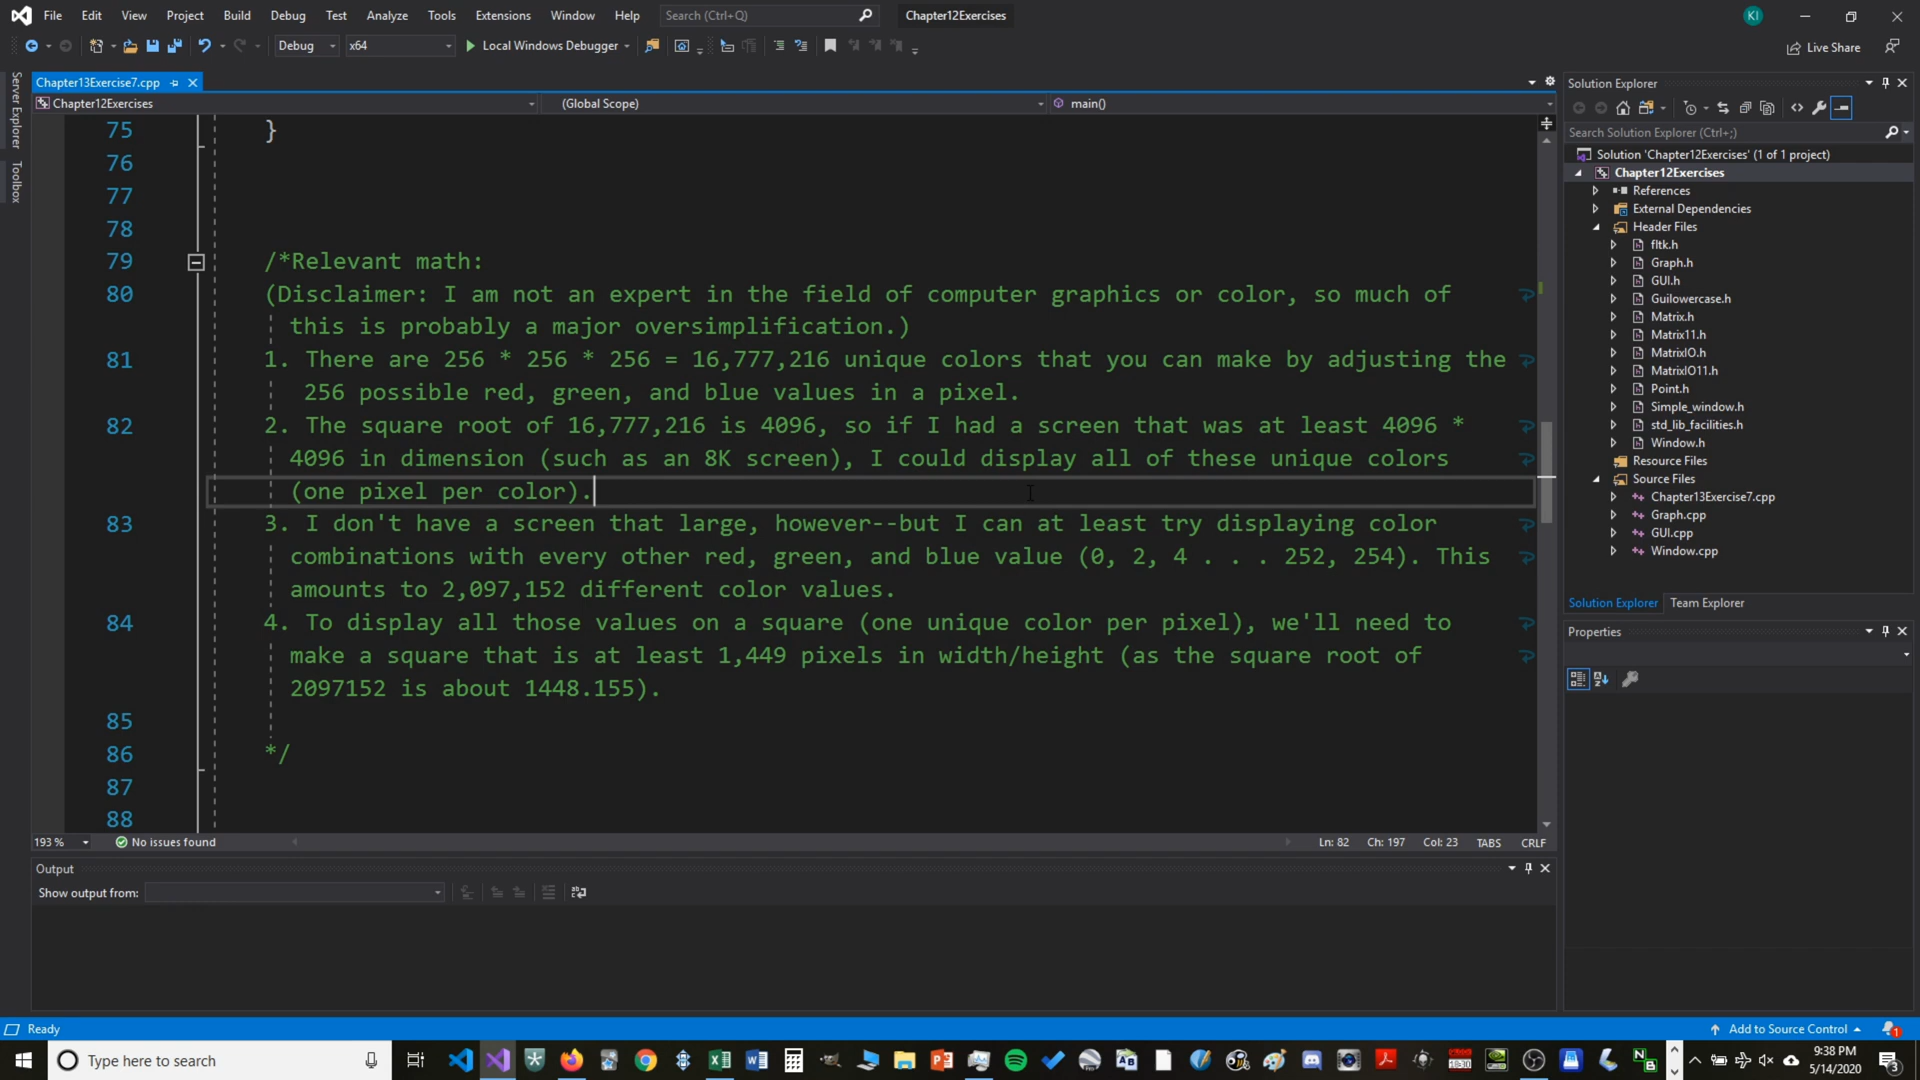 File Edit View Project Build Debug Test Analyze Tools Extensions Window Help Search (Ctrl+Q) Chapter12Exercises KI
Debug x64 Local Windows Debugger Live Share
Server Explorer
Toolbox
Chapter13Exercise7.cpp
Chapter12Exercises (Global Scope) main()
75 }
76
77
78
79 /*Relevant math:
80 (Disclaimer: I am not an expert in the field of computer graphics or color, so much of
this is probably a major oversimplification.)
81 1. There are 256 * 256 * 256 = 16,777,216 unique colors that you can make by adjusting the
256 possible red, green, and blue values in a pixel.
82 2. The square root of 16,777,216 is 4096, so if I had a screen that was at least 4096 *
4096 in dimension (such as an 8K screen), I could display all of these unique colors
(one pixel per color).
83 3. I don't have a screen that large, however--but I can at least try displaying color
combinations with every other red, green, and blue value (0, 2, 4 . . . 252, 254). This
amounts to 2,097,152 different color values.
84 4. To display all those values on a square (one unique color per pixel), we'll need to
make a square that is at least 1,449 pixels in width/height (as the square root of
2097152 is about 1448.155).
85
86 */
87
88
193 % No issues found Ln: 82 Ch: 197 Col: 23 TABS CRLF
Output
Show output from:
Solution Explorer
Search Solution Explorer (Ctrl+;)
Solution 'Chapter12Exercises' (1 of 1 project)
Chapter12Exercises
References
External Dependencies
Header Files
fltk.h
Graph.h
GUI.h
Guilowercase.h
Matrix.h
Matrix11.h
MatrixIO.h
MatrixIO11.h
Point.h
Simple_window.h
std_lib_facilities.h
Window.h
Resource Files
Source Files
Chapter13Exercise7.cpp
Graph.cpp
GUI.cpp
Window.cpp
Solution Explorer Team Explorer
Properties
Ready Add to Source Control 1
Type here to search 9:38 PM
5/14/2020 3